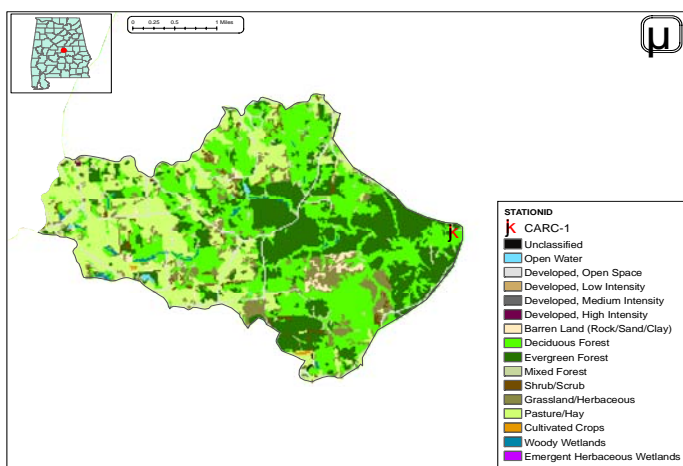 0 0.25 0.5 1 Miles
µ
STATIONID
jk CARC-1
Unclassified
Open Water
Developed, Open Space
Developed, Low Intensity
Developed, Medium Intensity
Developed, High Intensity
Barren Land (Rock/Sand/Clay)
Deciduous Forest
Evergreen Forest
Mixed Forest
Shrub/Scrub
Grassland/Herbaceous
Pasture/Hay
Cultivated Crops
Woody Wetlands
Emergent Herbaceous Wetlands
jk